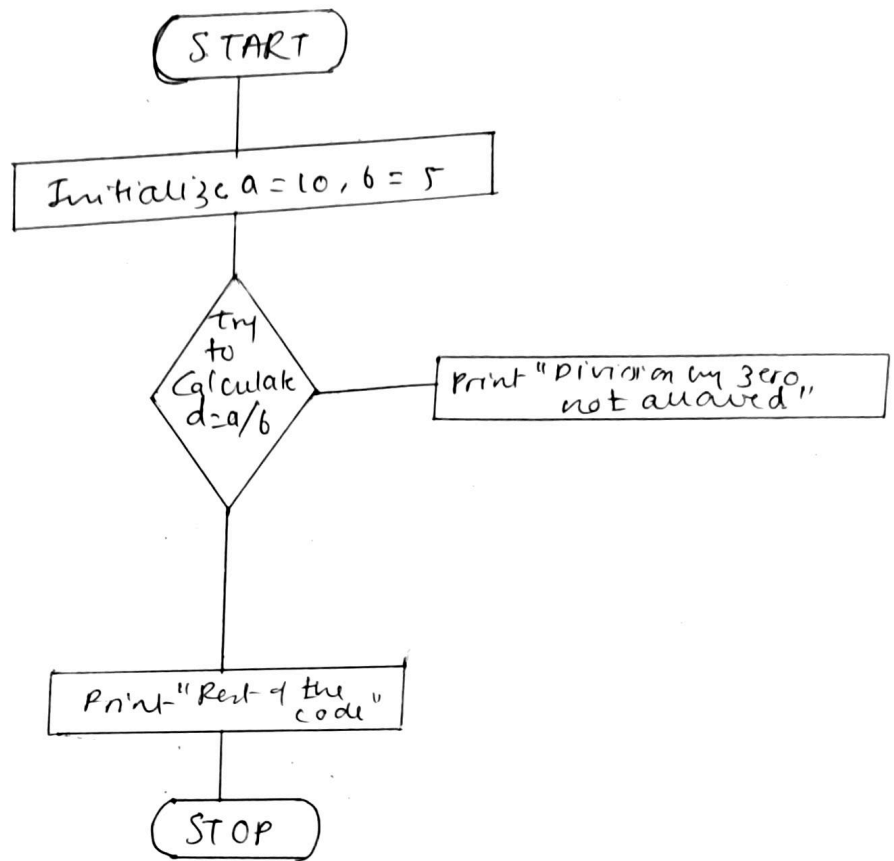 START
Initialize a = 10, b = 5
try
to
Calculate
d=a/b
Print "Division by zero
not allowed"
Print "Rest of the
code"
STOP